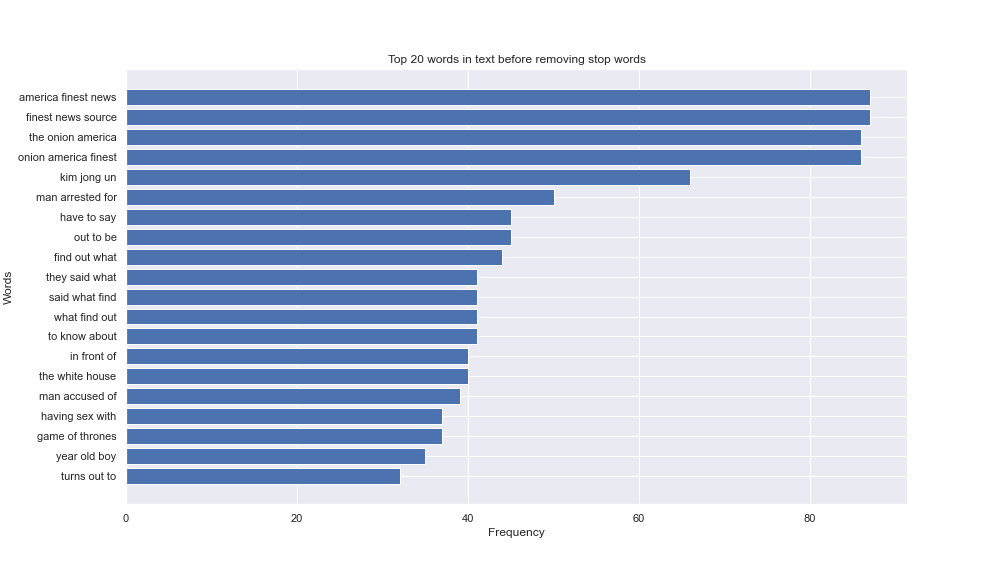 Top 20 words in text before removing stop words
america finest news
finest news source
the onion america
onion america finest
kim jong un
man arrested for
have to say
out to be
find out what
they said what
said what find
what find out
to know about
in front of
the white house
man accused of
having sex with
game of thrones
year old boy
turns out to
Words
0 20 40 60 80
Frequency